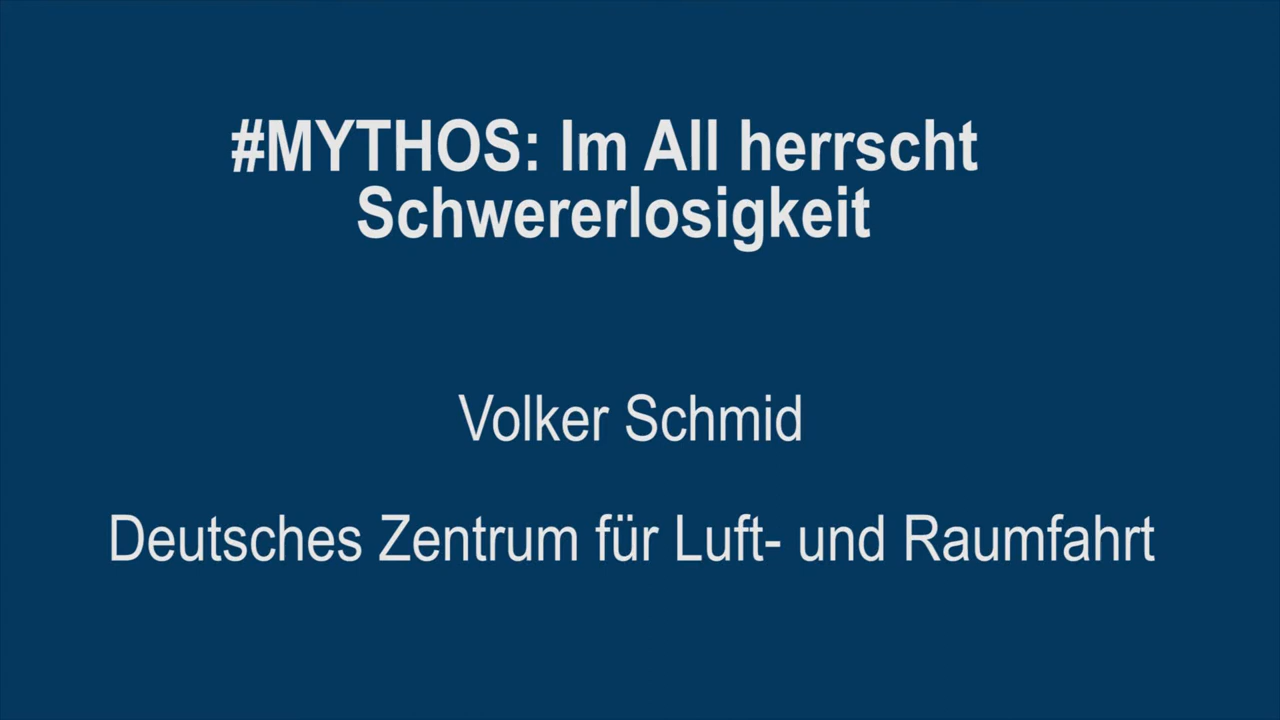 #MYTHOS: Im All herrscht
Schwererlosigkeit
Volker Schmid
Deutsches Zentrum für Luft- und Raumfahrt